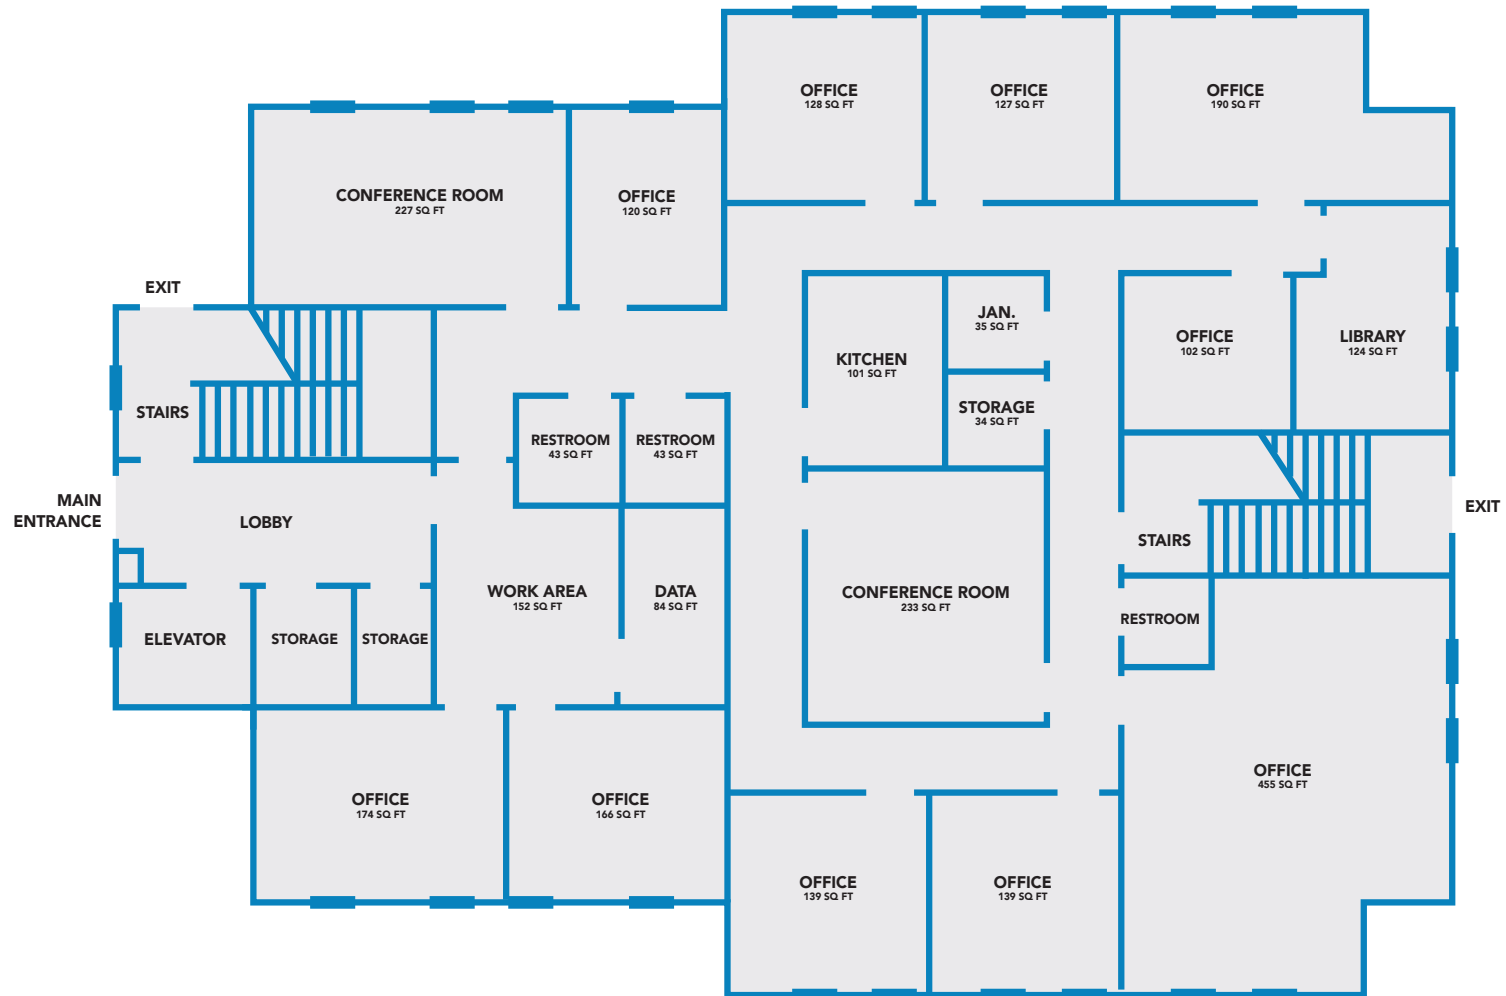 OFFICE
128 SQ FT
OFFICE
127 SQ FT
OFFICE
190 SQ FT
CONFERENCE ROOM
227 SQ FT
OFFICE
120 SQ FT
EXIT
JAN.
35 SQ FT
KITCHEN
101 SQ FT
OFFICE
102 SQ FT
LIBRARY
124 SQ FT
STAIRS
STORAGE
34 SQ FT
RESTROOM
43 SQ FT
RESTROOM
43 SQ FT
MAIN
ENTRANCE
LOBBY
EXIT
STAIRS
WORK AREA
152 SQ FT
DATA
84 SQ FT
CONFERENCE ROOM
233 SQ FT
RESTROOM
ELEVATOR
STORAGE
STORAGE
OFFICE
455 SQ FT
OFFICE
174 SQ FT
OFFICE
166 SQ FT
OFFICE
139 SQ FT
OFFICE
139 SQ FT